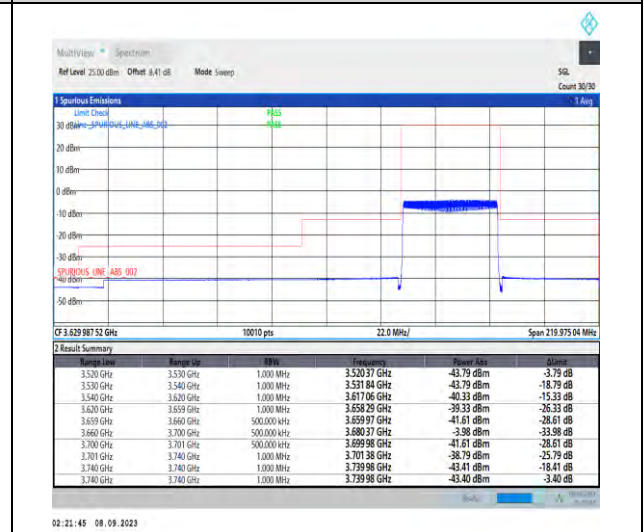 MultiView Spectrum
Ref Level 25.00 dBm Offset 8.41 dB Mode Sweep SGL
Count 30/30
1 Spurious Emissions 1 Avg
Limit Check PASS
Line _SPURIOUS_LINE_ABS_002 PASS
30 dBm
20 dBm
10 dBm
0 dBm
-10 dBm
-20 dBm
-30 dBm
_SPURIOUS_LINE_ABS_002
-40 dBm
-50 dBm
CF 3.629 987 52 GHz 10010 pts 22.0 MHz/ Span 219.975 04 MHz
2 Result Summary
Range Low Range Up RBW Frequency Power Abs ΔLimit
3.520 GHz 3.530 GHz 1.000 MHz 3.520 37 GHz -43.79 dBm -3.79 dB
3.530 GHz 3.540 GHz 1.000 MHz 3.531 84 GHz -43.79 dBm -18.79 dB
3.540 GHz 3.620 GHz 1.000 MHz 3.617 06 GHz -40.33 dBm -15.33 dB
3.620 GHz 3.659 GHz 1.000 MHz 3.658 29 GHz -39.33 dBm -26.33 dB
3.659 GHz 3.660 GHz 500.000 kHz 3.659 97 GHz -41.61 dBm -28.61 dB
3.660 GHz 3.700 GHz 500.000 kHz 3.680 37 GHz -3.98 dBm -33.98 dB
3.700 GHz 3.701 GHz 500.000 kHz 3.699 98 GHz -41.61 dBm -28.61 dB
3.701 GHz 3.740 GHz 1.000 MHz 3.701 38 GHz -38.79 dBm -25.79 dB
3.740 GHz 3.740 GHz 1.000 MHz 3.739 98 GHz -43.41 dBm -18.41 dB
3.740 GHz 3.740 GHz 1.000 MHz 3.739 98 GHz -43.40 dBm -3.40 dB
Ready
02:21:45 08.09.2023